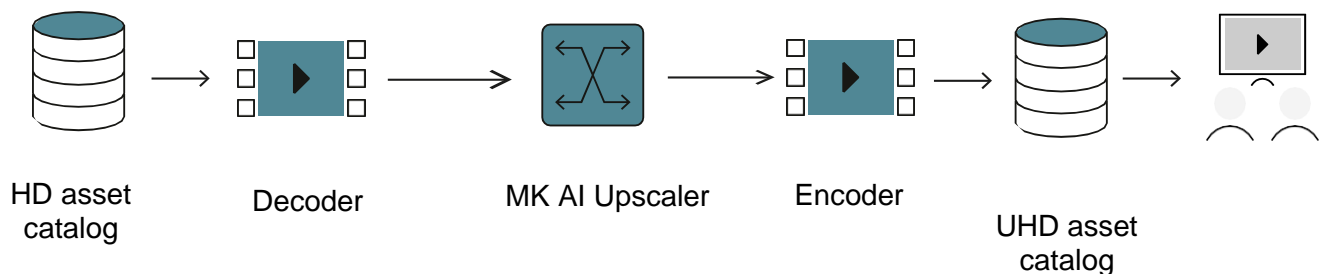 HD asset
catalog
Decoder
MK AI Upscaler
Encoder
UHD asset
catalog